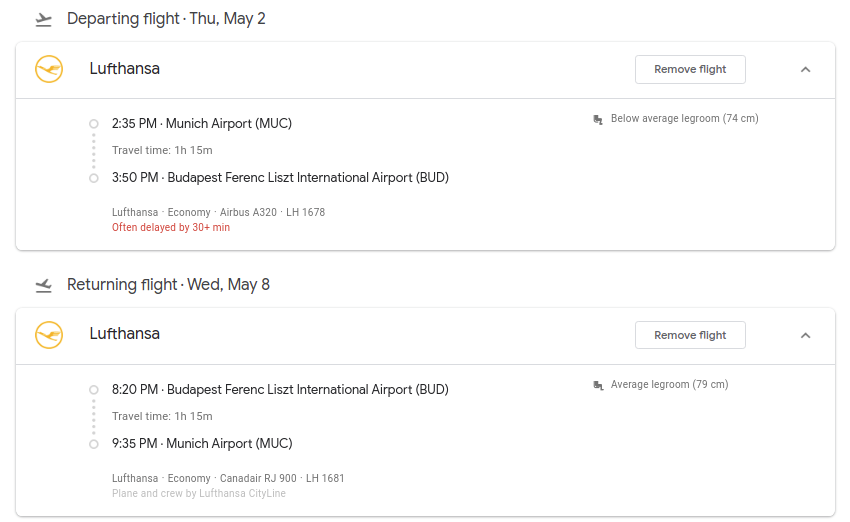 Departing flight · Thu, May 2
Lufthansa
Remove flight
2:35 PM · Munich Airport (MUC)
Below average legroom (74 cm)
Travel time: 1h 15m
3:50 PM · Budapest Ferenc Liszt International Airport (BUD)
Lufthansa · Economy · Airbus A320 · LH 1678
Often delayed by 30+ min
Returning flight · Wed, May 8
Lufthansa
Remove flight
8:20 PM · Budapest Ferenc Liszt International Airport (BUD)
Average legroom (79 cm)
Travel time: 1h 15m
9:35 PM · Munich Airport (MUC)
Lufthansa · Economy · Canadair RJ 900 · LH 1681
Plane and crew by Lufthansa CityLine